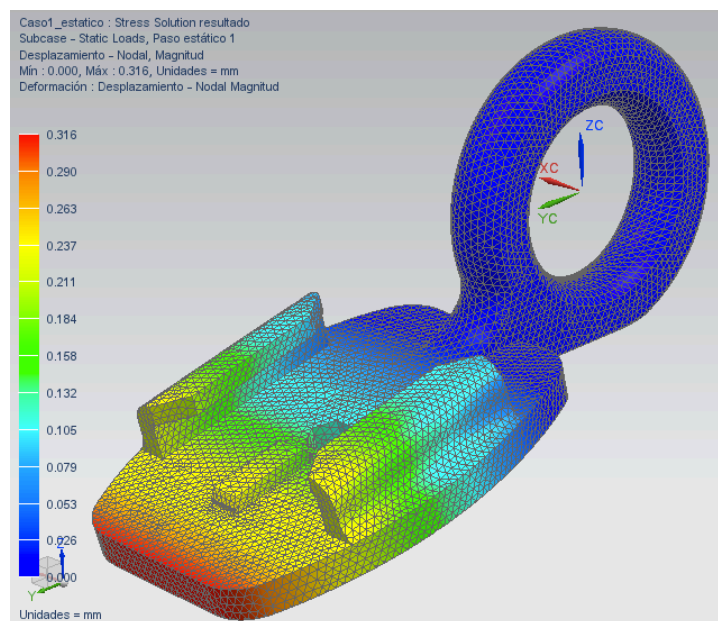 Caso1_estatico : Stress Solution resultado
Subcase - Static Loads, Paso estático 1
Desplazamiento - Nodal, Magnitud
Mín : 0.000, Máx : 0.316, Unidades = mm
Deformación : Desplazamiento - Nodal Magnitud
0.316
0.290
0.263
0.237
0.211
0.184
0.158
0.132
0.105
0.079
0.053
0.026
0.000
ZC
XC
YC
Z
Y
Unidades = mm